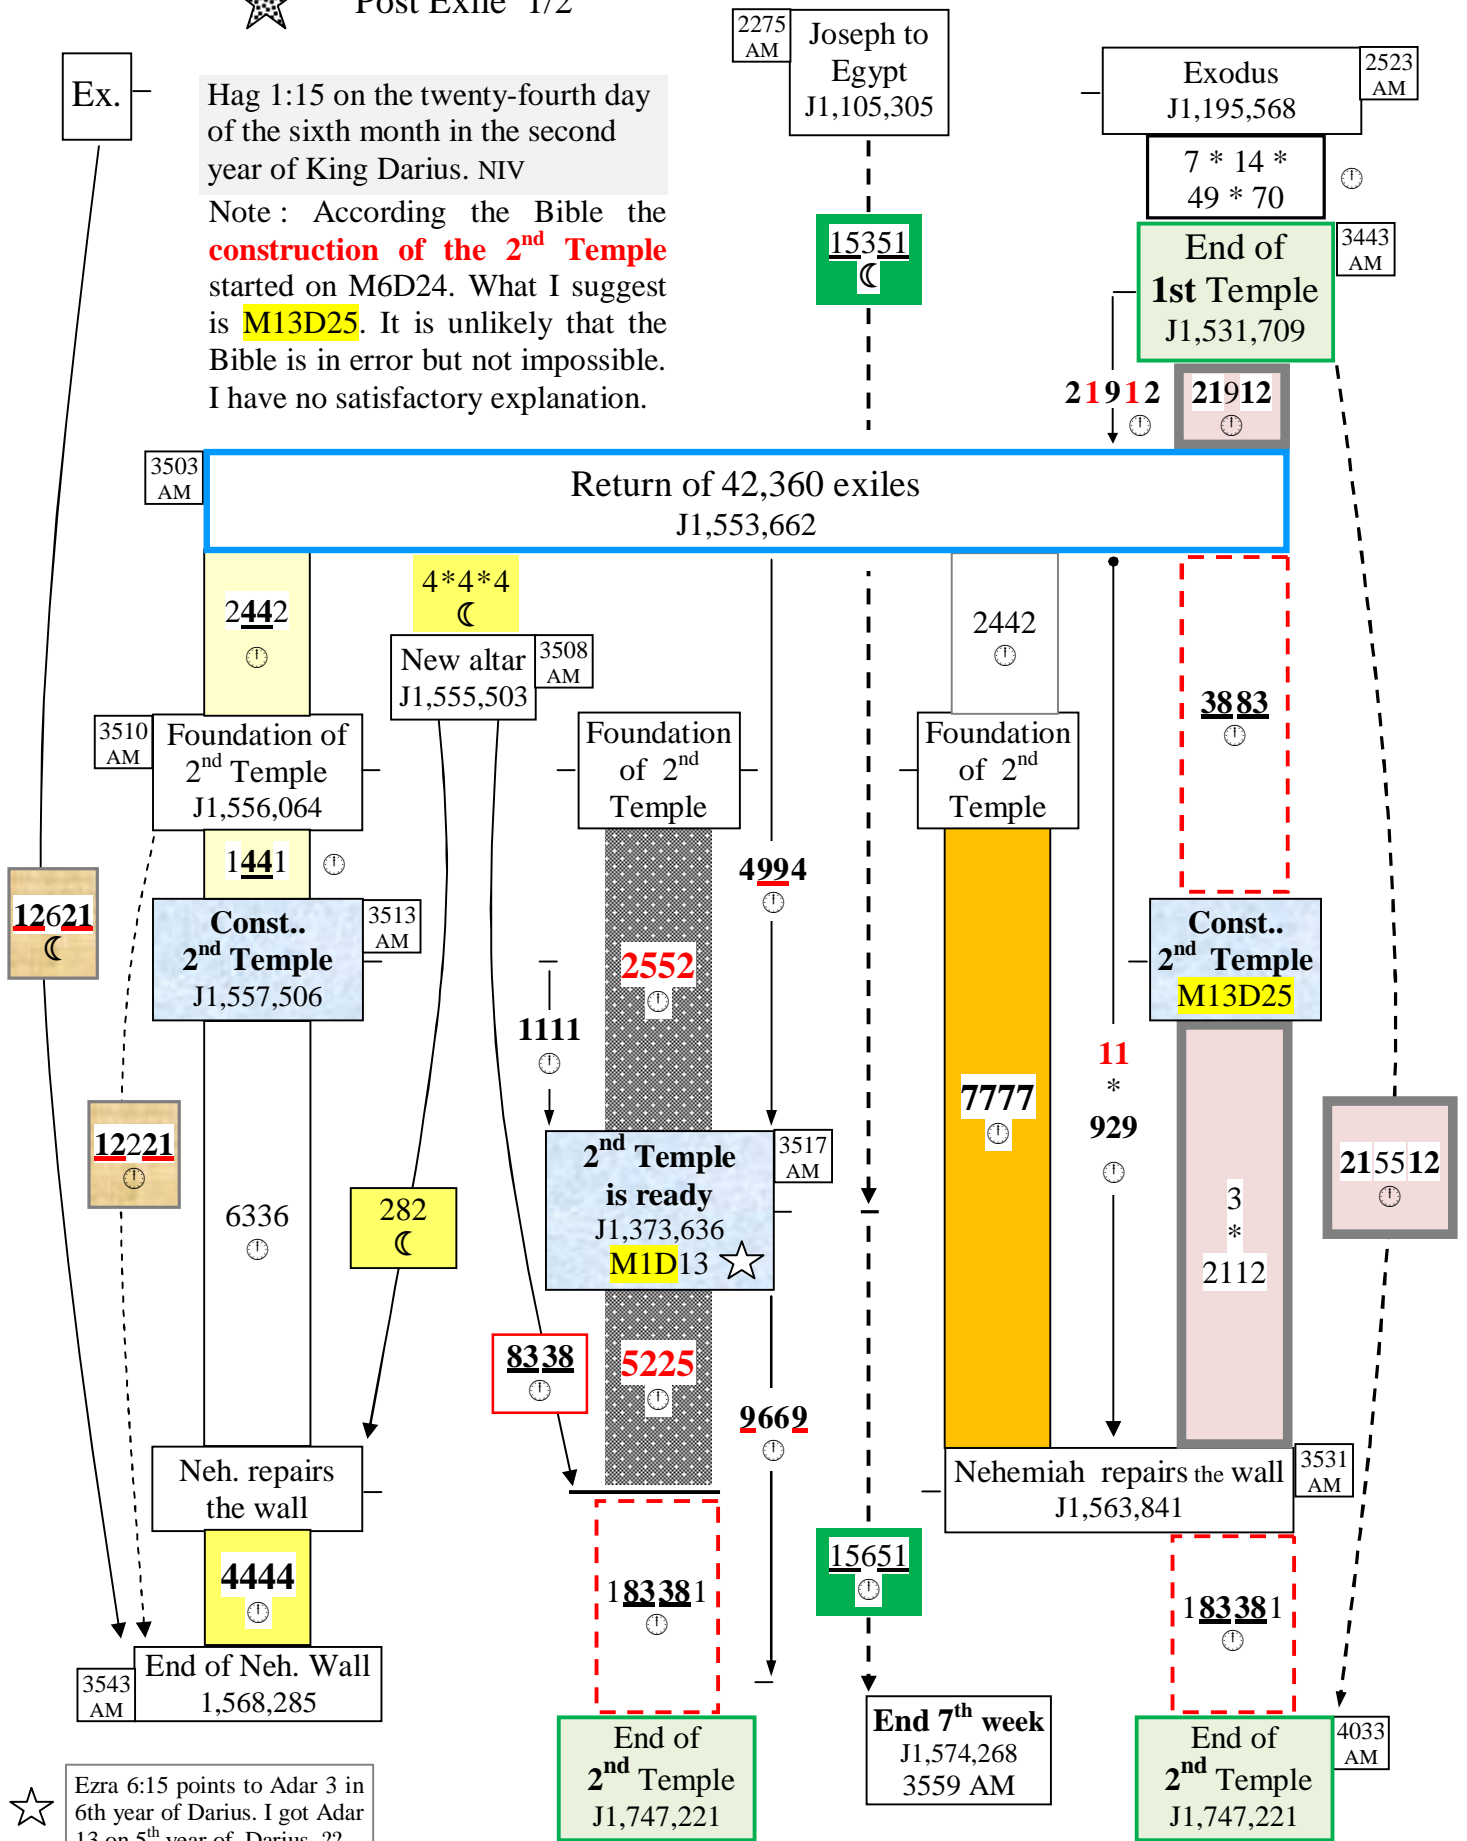 Post Exile 1/2
Ex.
Hag 1:15 on the twenty-fourth day
of the sixth month in the second
year of King Darius. NIV
Note : According the Bible the
construction of the 2nd Temple
started on M6D24. What I suggest
is M13D25. It is unlikely that the
Bible is in error but not impossible.
I have no satisfactory explanation.
2275
AM
Joseph to
Egypt
J1,105,305
15351
Exodus
J1,195,568
2523
AM
7 * 14 *
49 * 70
End of
1st Temple
J1,531,709
3443
AM
21912
21912
3503
AM
Return of 42,360 exiles
J1,553,662
2442
4*4*4
New altar
J1,555,503
3508
AM
2442
3883
3510
AM
Foundation of
2nd Temple
J1,556,064
Foundation
of 2nd
Temple
Foundation
of 2nd
Temple
1441
4994
12621
Const..
2nd Temple
J1,557,506
3513
AM
2552
1111
Const..
2nd Temple
M13D25
11
*
929
7777
12221
6336
282
2nd Temple
is ready
J1,373,636
M1D13
3517
AM
3
*
2112
215512
8338
5225
9669
Neh. repairs
the wall
Nehemiah repairs the wall
J1,563,841
3531
AM
4444
183381
15651
183381
3543
AM
End of Neh. Wall
1,568,285
End of
2nd Temple
J1,747,221
End 7th week
J1,574,268
3559 AM
End of
2nd Temple
J1,747,221
4033
AM
Ezra 6:15 points to Adar 3 in
6th year of Darius. I got Adar
13 on 5th year of Darius. ??